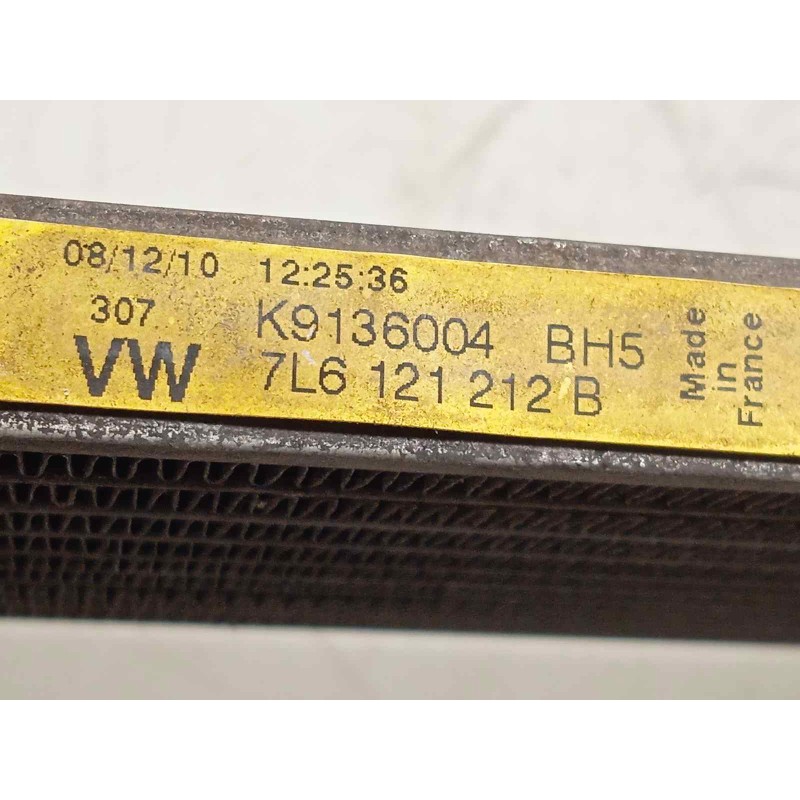 08/12/10 12:25:36
307 K9136004 BH5
VW 7L6 121 212 B
Made
in
France